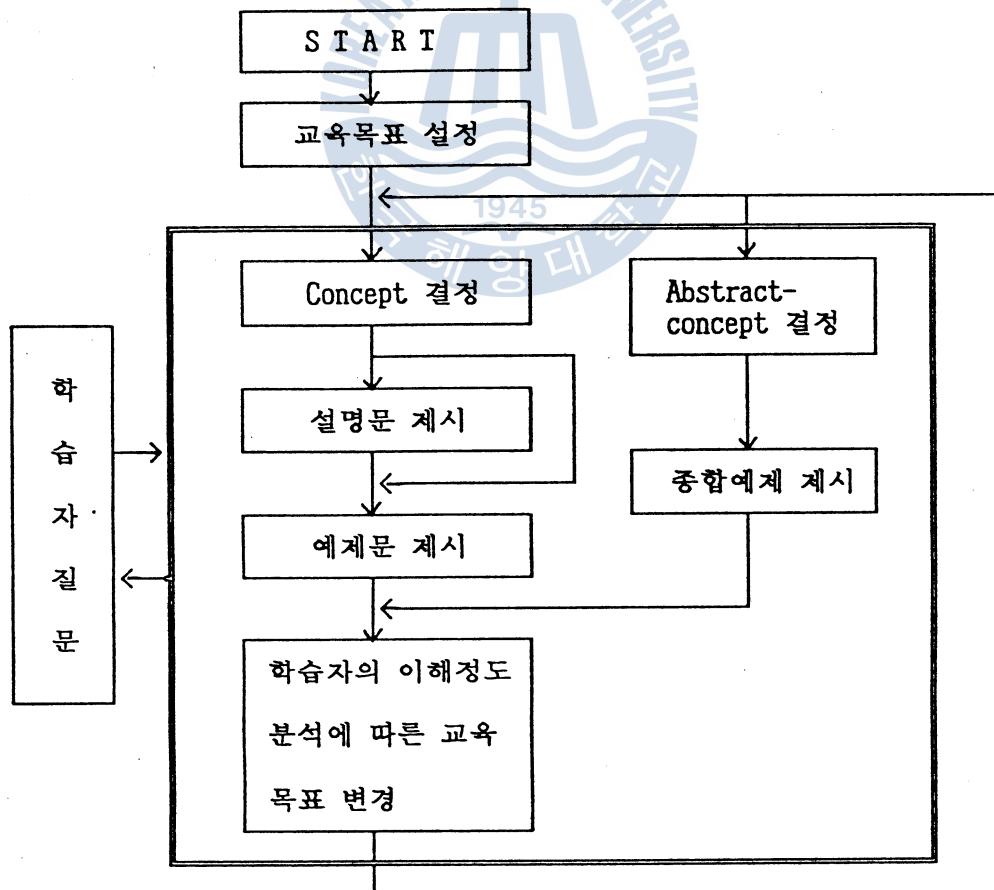 S T A R T
교육목표 설정
1945
Concept 결정
Abstract-
concept 결정
학
습
자
질
문
설명문 제시
종합예제 제시
예제문 제시
학습자의 이해정도
분석에 따른 교육
목표 변경